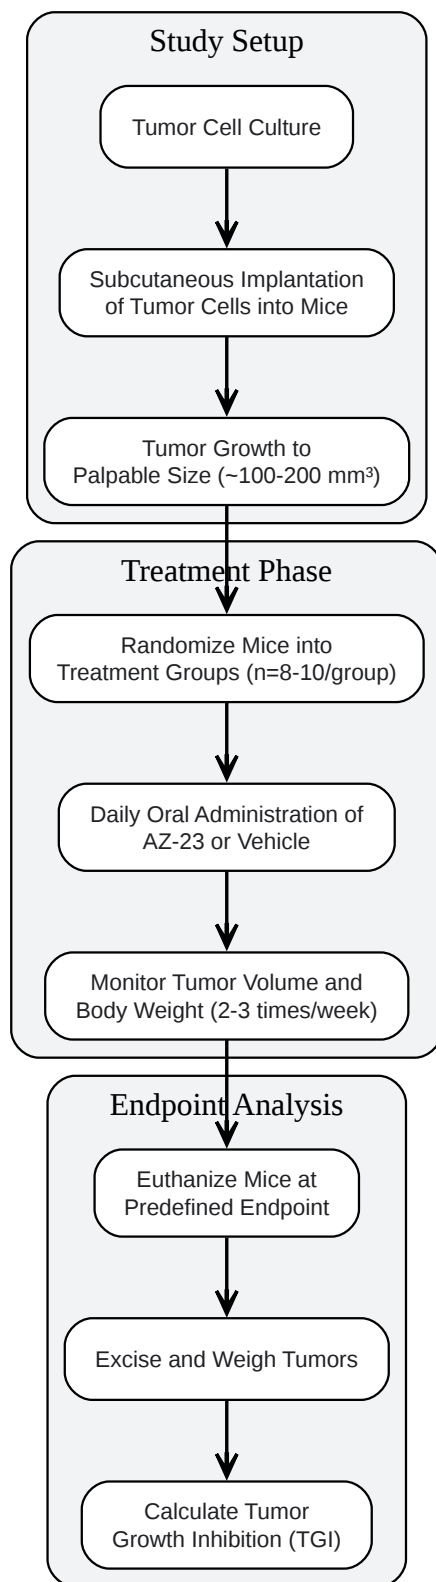 Study Setup
Tumor Cell Culture
Subcutaneous Implantation
of Tumor Cells into Mice
Tumor Growth to
Palpable Size (~100-200 mm³)
Treatment Phase
Randomize Mice into
Treatment Groups (n=8-10/group)
Daily Oral Administration of
AZ-23 or Vehicle
Monitor Tumor Volume and
Body Weight (2-3 times/week)
Endpoint Analysis
Euthanize Mice at
Predefined Endpoint
Excise and Weigh Tumors
Calculate Tumor
Growth Inhibition (TGI)